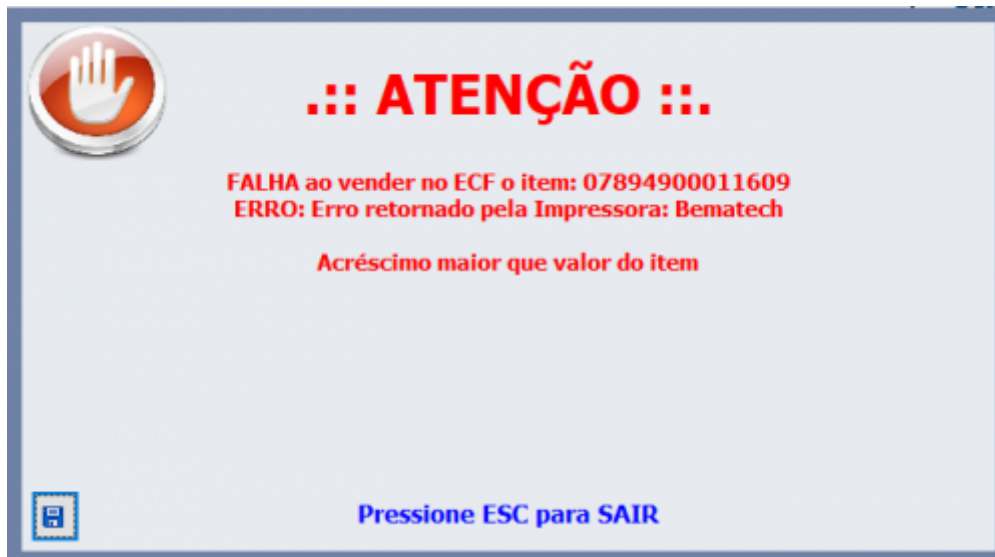 .:: ATENÇÃO ::.
FALHA ao vender no ECF o item: 07894900011609
ERRO: Erro retornado pela Impressora: Bematech
Acréscimo maior que valor do item
Pressione ESC para SAIR